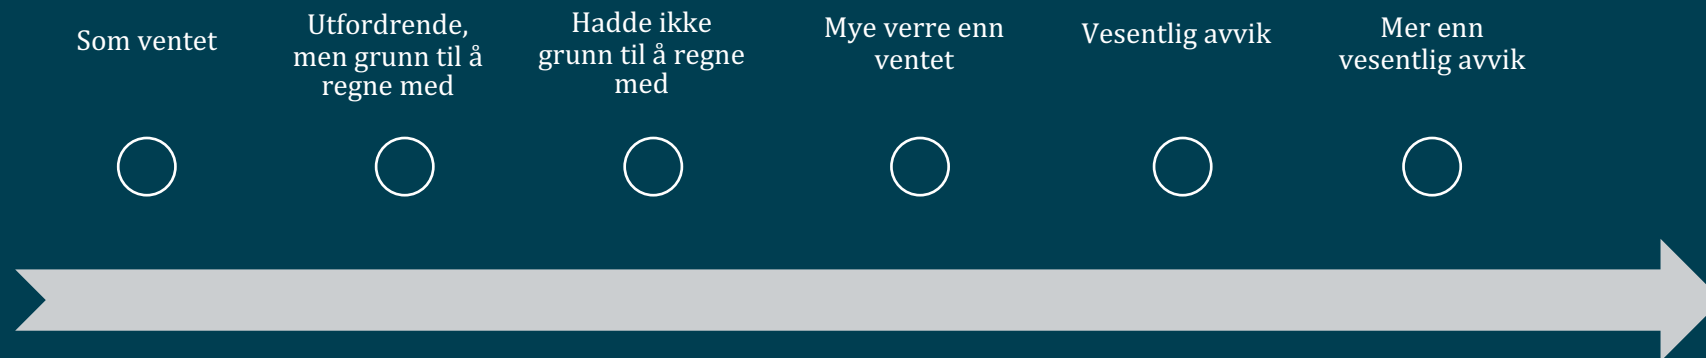 Som ventet
Utfordrende,
men grunn til å
regne med
Hadde ikke
grunn til å regne
med
Mye verre enn
ventet
Vesentlig avvik
Mer enn
vesentlig avvik